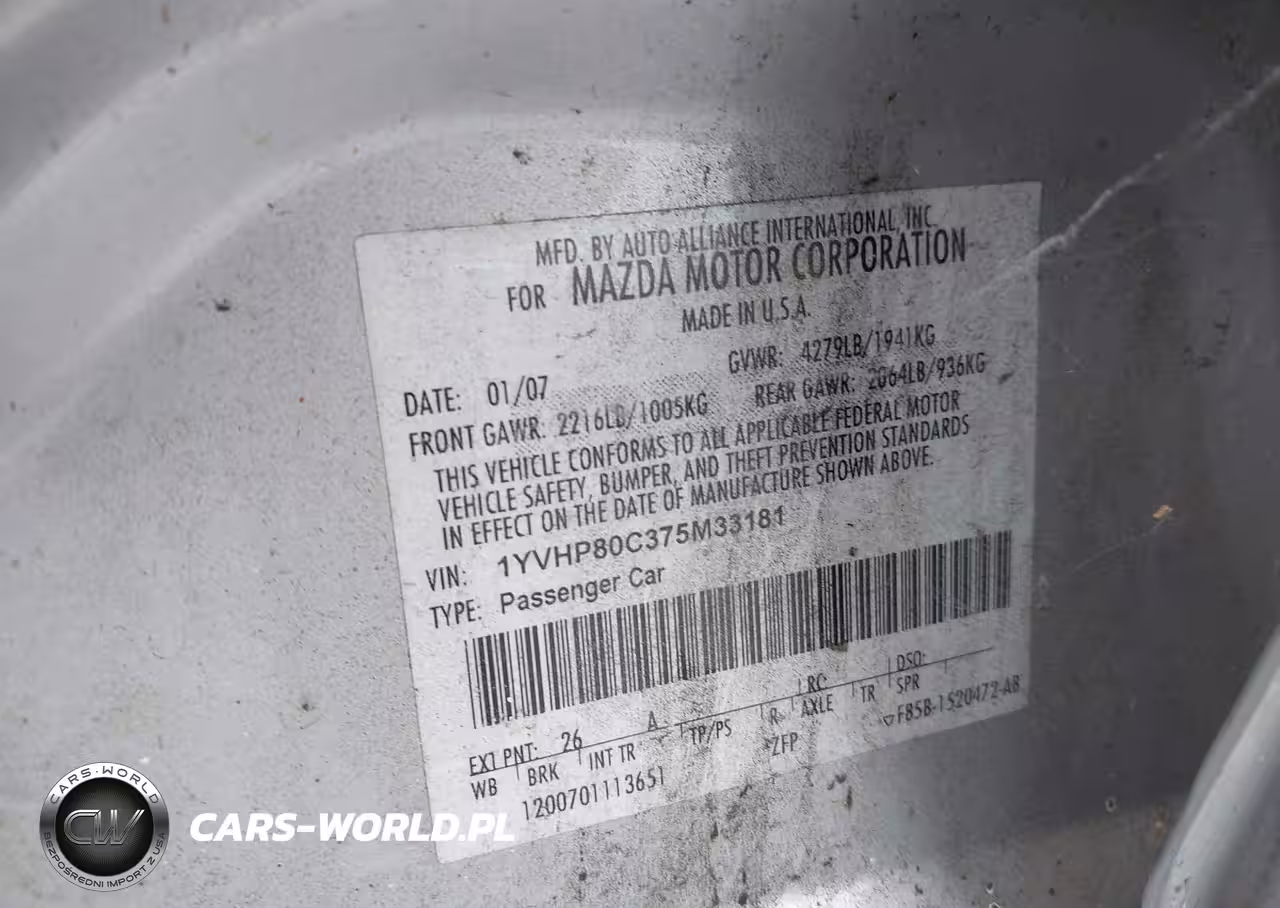 MFD. BY AUTO ALLIANCE INTERNATIONAL, INC.
FOR MAZDA MOTOR CORPORATION
MADE IN U.S.A.
DATE: 01/07 GVWR: 4279LB/1941KG
FRONT GAWR: 2216LB/1005KG REAR GAWR: 2064LB/936KG
THIS VEHICLE CONFORMS TO ALL APPLICABLE FEDERAL MOTOR
VEHICLE SAFETY, BUMPER, AND THEFT PREVENTION STANDARDS
IN EFFECT ON THE DATE OF MANUFACTURE SHOWN ABOVE.
VIN: 1YVHP80C375M33181
TYPE: Passenger Car
EXT PNT: 26 A RC: DSO:
WB BRK INT TR TP/PS R AXLE TR SPR
ZFP
1200701113651
F85B-1520472-AB
CARS-WORLD
CW
BEZPOŚREDNI IMPORT Z USA
CARS-WORLD.PL